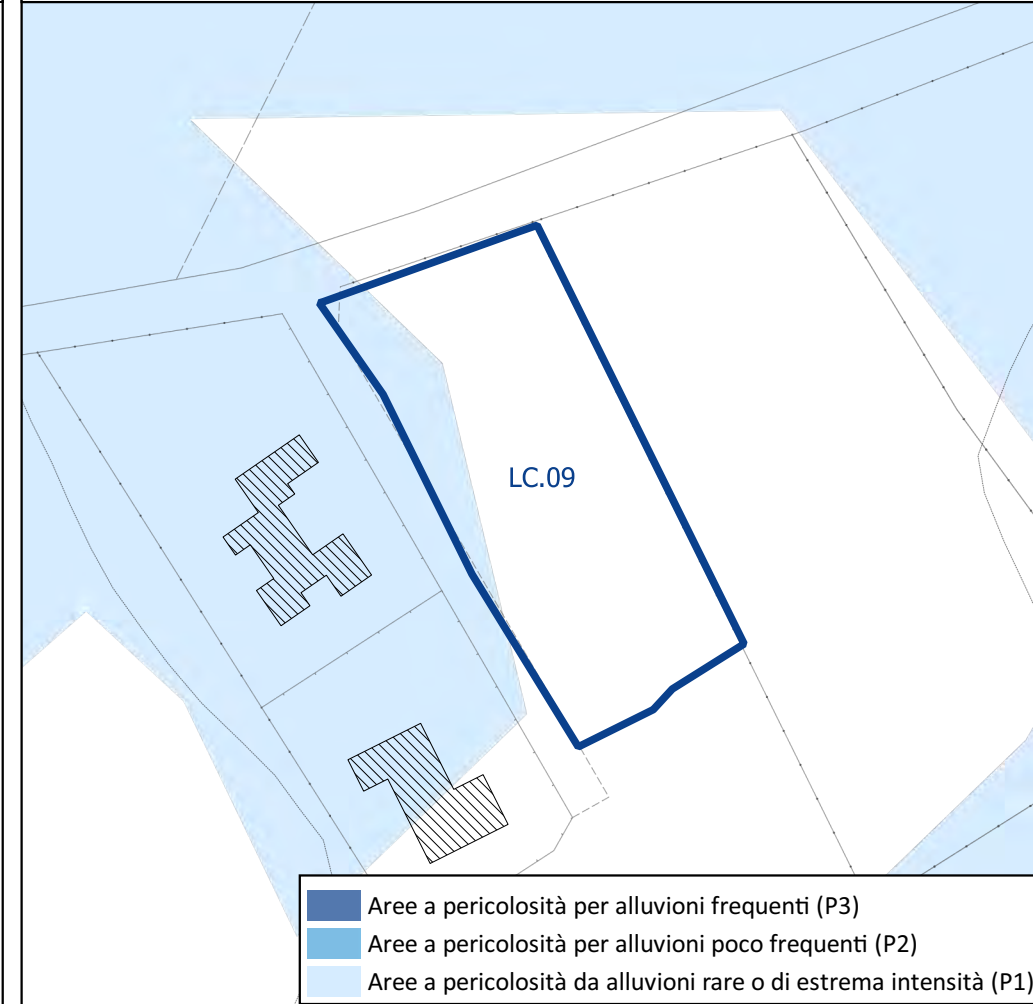 LC.09
Aree a pericolosità per alluvioni frequenti (P3)
Aree a pericolosità per alluvioni poco frequenti (P2)
Aree a pericolosità da alluvioni rare o di estrema intensità (P1)